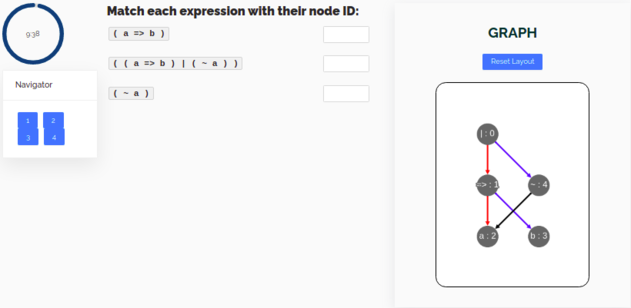 9:38
Navigator
1 2
3 4
Match each expression with their node ID:
( a => b )
( ( a => b ) | ( ~ a ) )
( ~ a )
GRAPH
Reset Layout
| : 0
=> : 1
~ : 4
a : 2
b : 3